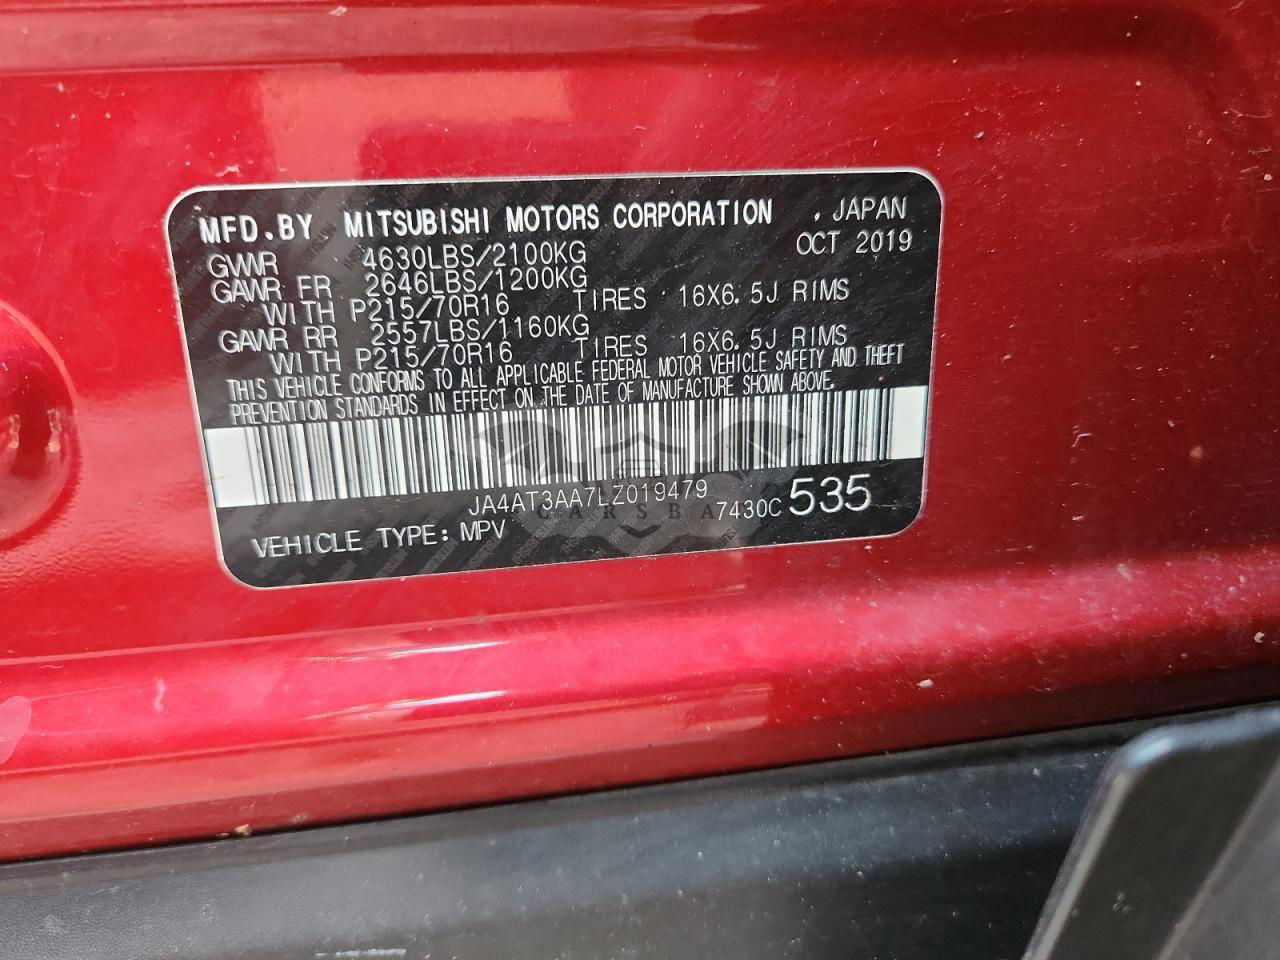 MFD.BY MITSUBISHI MOTORS CORPORATION , JAPAN
OCT 2019
GVWR 4630LBS/2100KG
GAWR FR 2646LBS/1200KG
WITH P215/70R16 TIRES 16X6.5J RIMS
GAWR RR 2557LBS/1160KG
WITH P215/70R16 TIRES 16X6.5J RIMS
THIS VEHICLE CONFORMS TO ALL APPLICABLE FEDERAL MOTOR VEHICLE SAFETY AND THEFT
PREVENTION STANDARDS IN EFFECT ON THE DATE OF MANUFACTURE SHOWN ABOVE.
JA4AT3AA7LZ019479
7430C 535
VEHICLE TYPE: MPV